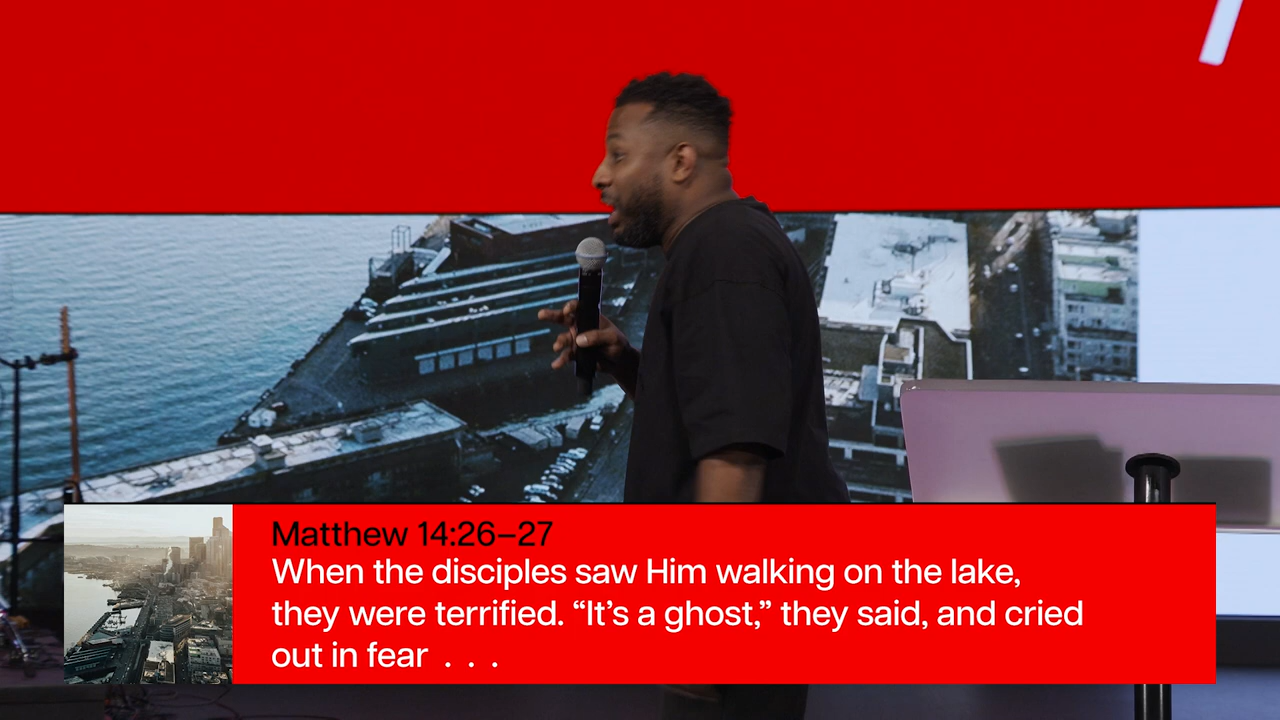 Matthew 14:26–27
When the disciples saw Him walking on the lake,
they were terrified. “It’s a ghost,” they said, and cried
out in fear . . .